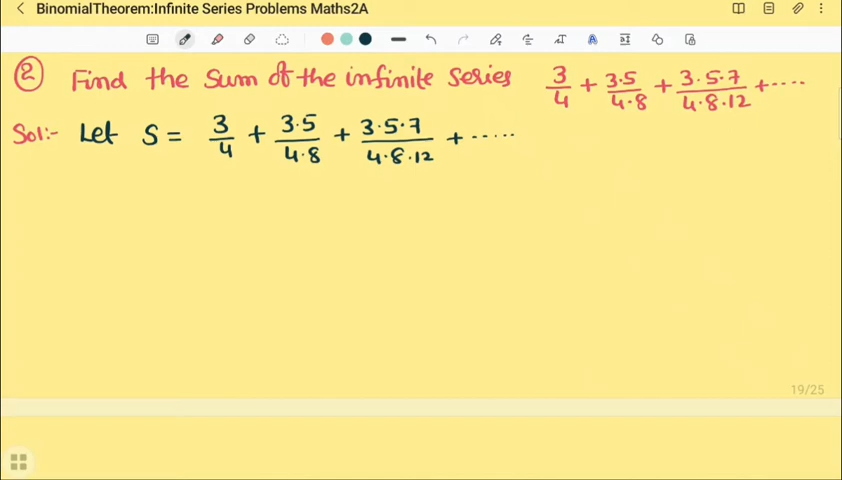 BinomialTheorem:Infinite Series Problems Maths2A
② Find the Sum of the infinite Series 3/4 + 3·5/4·8 + 3·5·7/4·8·12 + ....
Sol:- Let S = 3/4 + 3·5/4·8 + 3·5·7/4·8·12 + .....
19/25